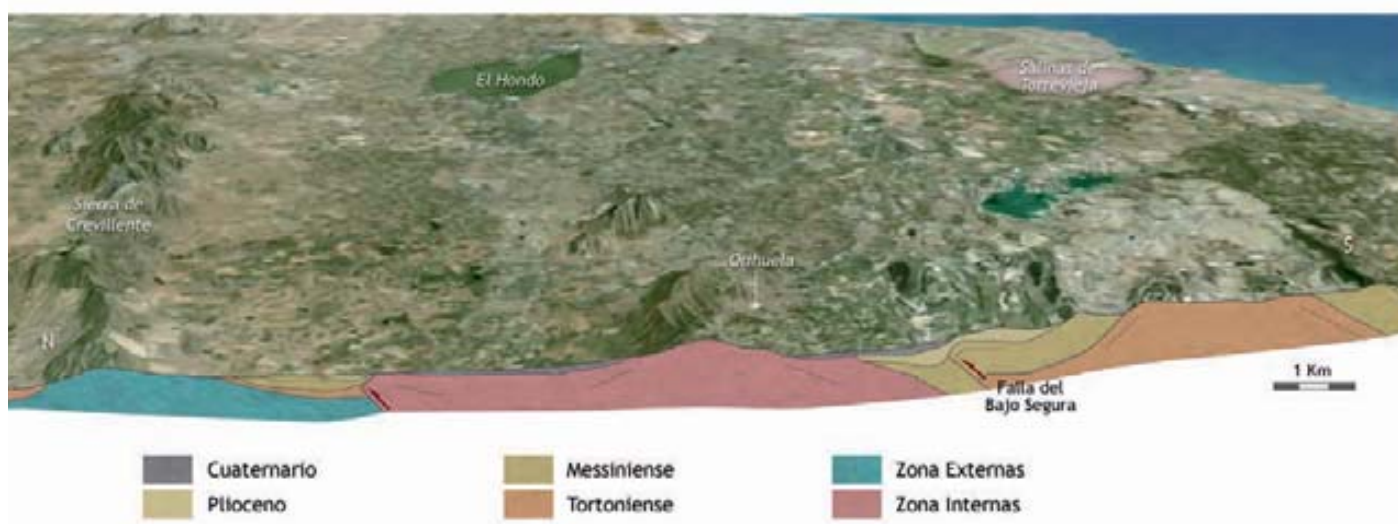 El Hondo
Salinas de
Torrevieja
Sierra de
Crevillente
Orihuela
S
N
1 Km
Falla del
Bajo Segura
Cuaternario
Messiniense
Zona Externas
Plioceno
Tortoniense
Zona Internas